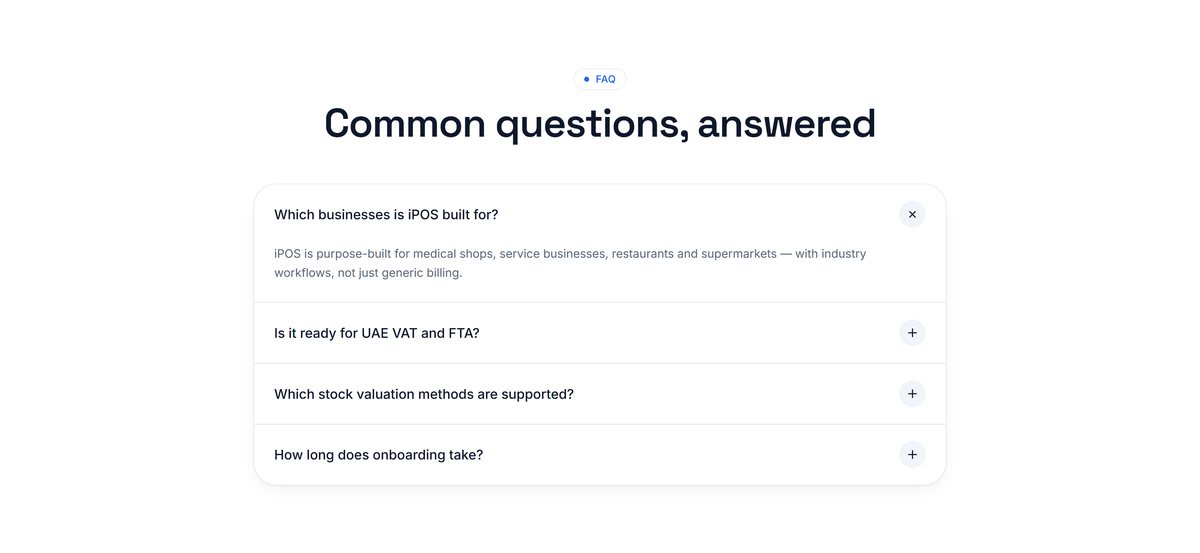 FAQ
Common questions, answered
Which businesses is iPOS built for?
iPOS is purpose-built for medical shops, service businesses, restaurants and supermarkets — with industry
workflows, not just generic billing.
Is it ready for UAE VAT and FTA?
Which stock valuation methods are supported?
How long does onboarding take?